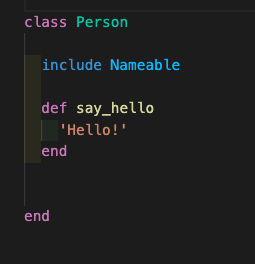 class Person
include Nameable
def say_hello
'Hello!'
end
end